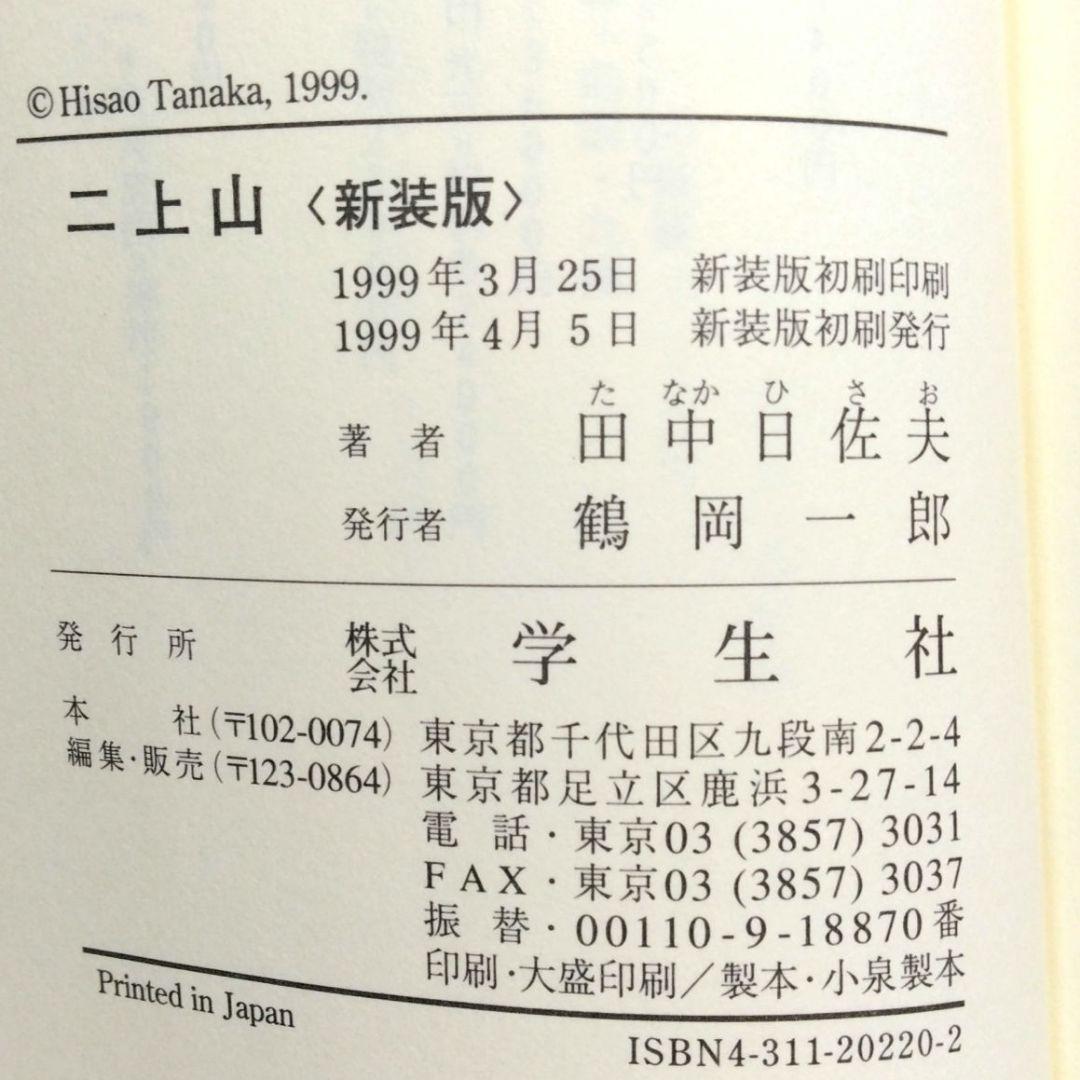 ©Hisao Tanaka, 1999.
二上山〈新装版〉
1999年3月25日 新装版初刷印刷
1999年4月5日 新装版初刷発行
た なか ひ さ お
著者 田中日佐夫
発行者 鶴岡一郎
発行所 株式会社 学生社
本社(〒102-0074) 東京都千代田区九段南2-2-4
編集・販売(〒123-0864) 東京都足立区鹿浜3-27-14
電話・東京03 (3857) 3031
FAX・東京03 (3857) 3037
振替・00110-9-18870番
印刷・大盛印刷／製本・小泉製本
Printed in Japan
ISBN4-311-20220-2